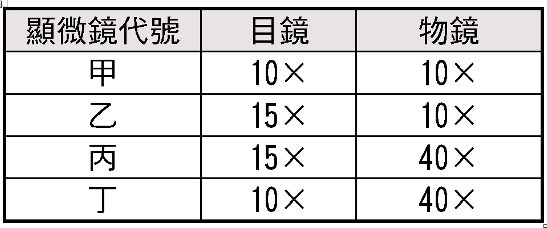 顯微鏡代號 目鏡 物鏡
甲 10× 10×
乙 15× 10×
丙 15× 40×
丁 10× 40×